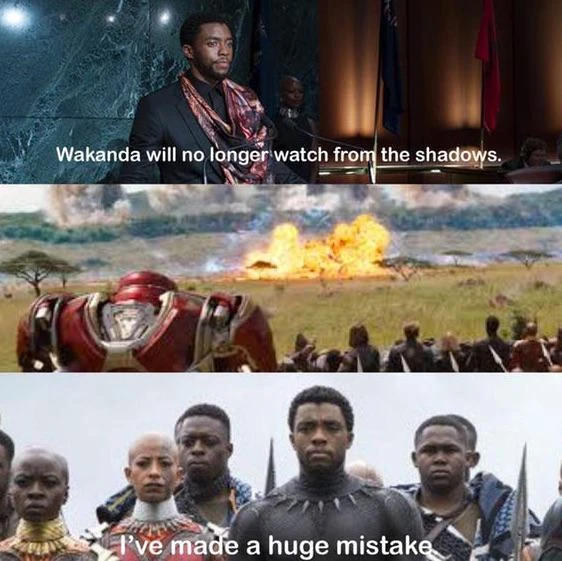 Wakanda will no longer watch from the shadows.
I've made a huge mistake.